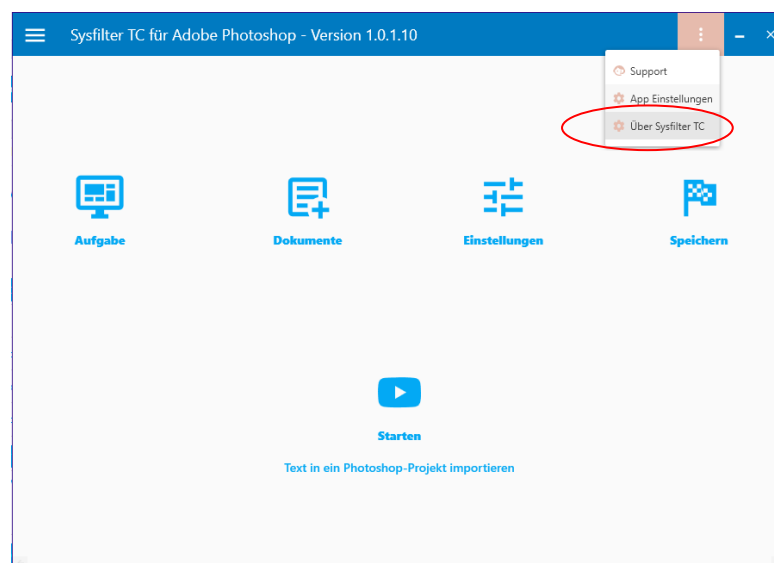 Sysfilter TC für Adobe Photoshop - Version 1.0.1.10
Support
App Einstellungen
Über Sysfilter TC
Aufgabe
Dokumente
Einstellungen
Speichern
Starten
Text in ein Photoshop-Projekt importieren